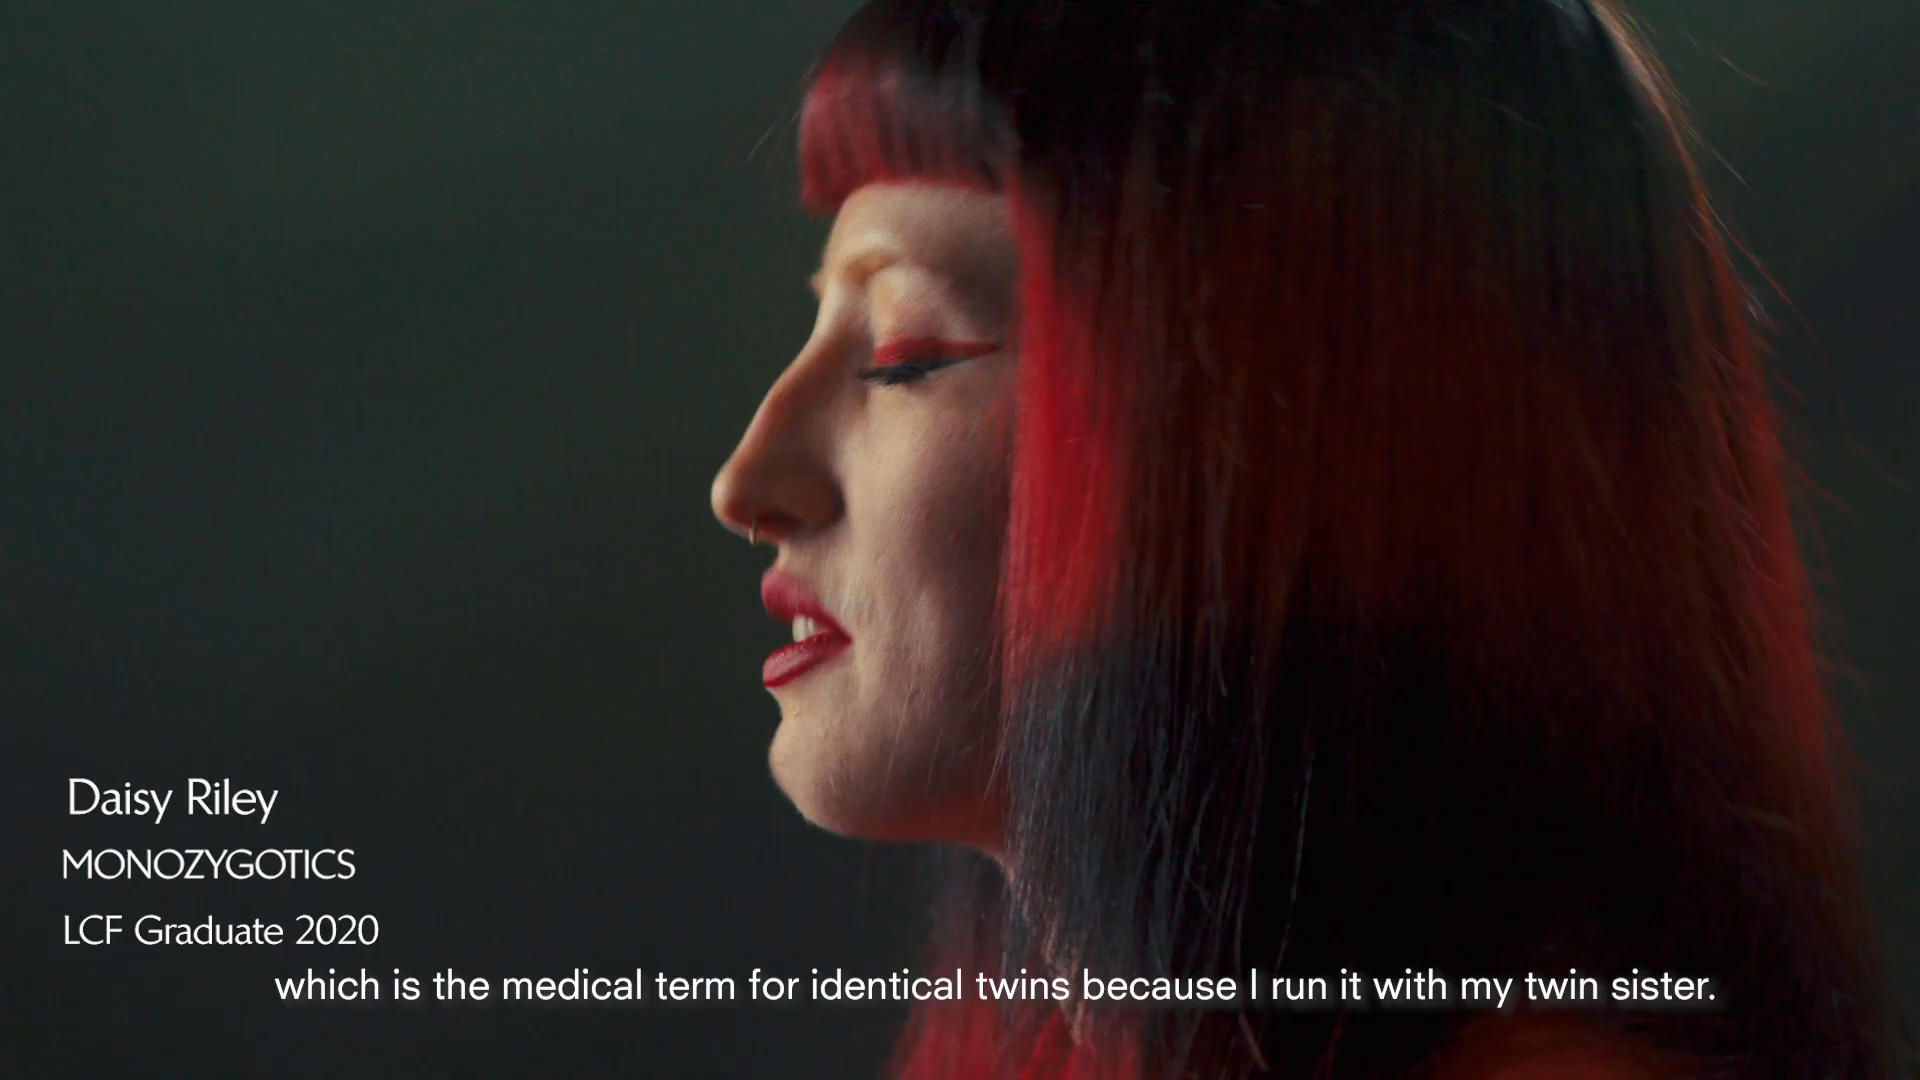 Daisy Riley
MONOZYGOTICS
LCF Graduate 2020
which is the medical term for identical twins because I run it with my twin sister.